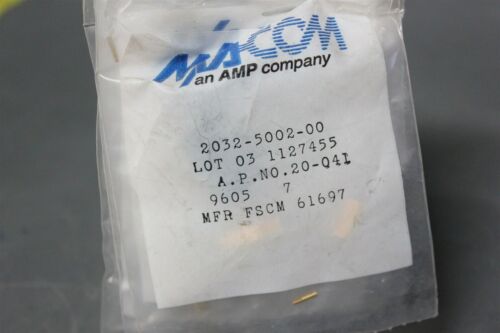 M/A-COM
an AMP company
2032-5002-00
LOT 03 1127455
A.P.NO.20-041
9605 7
MFR FSCM 61697